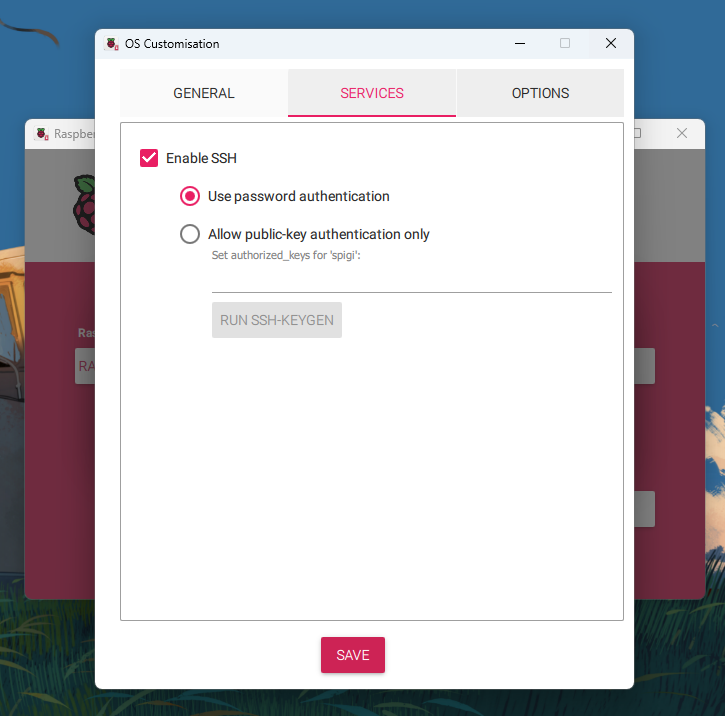 OS Customisation
GENERAL
SERVICES
OPTIONS
Raspber
Enable SSH
Use password authentication
Allow public-key authentication only
Set authorized_keys for 'spigi':
RUN SSH-KEYGEN
Ras
RA
SAVE